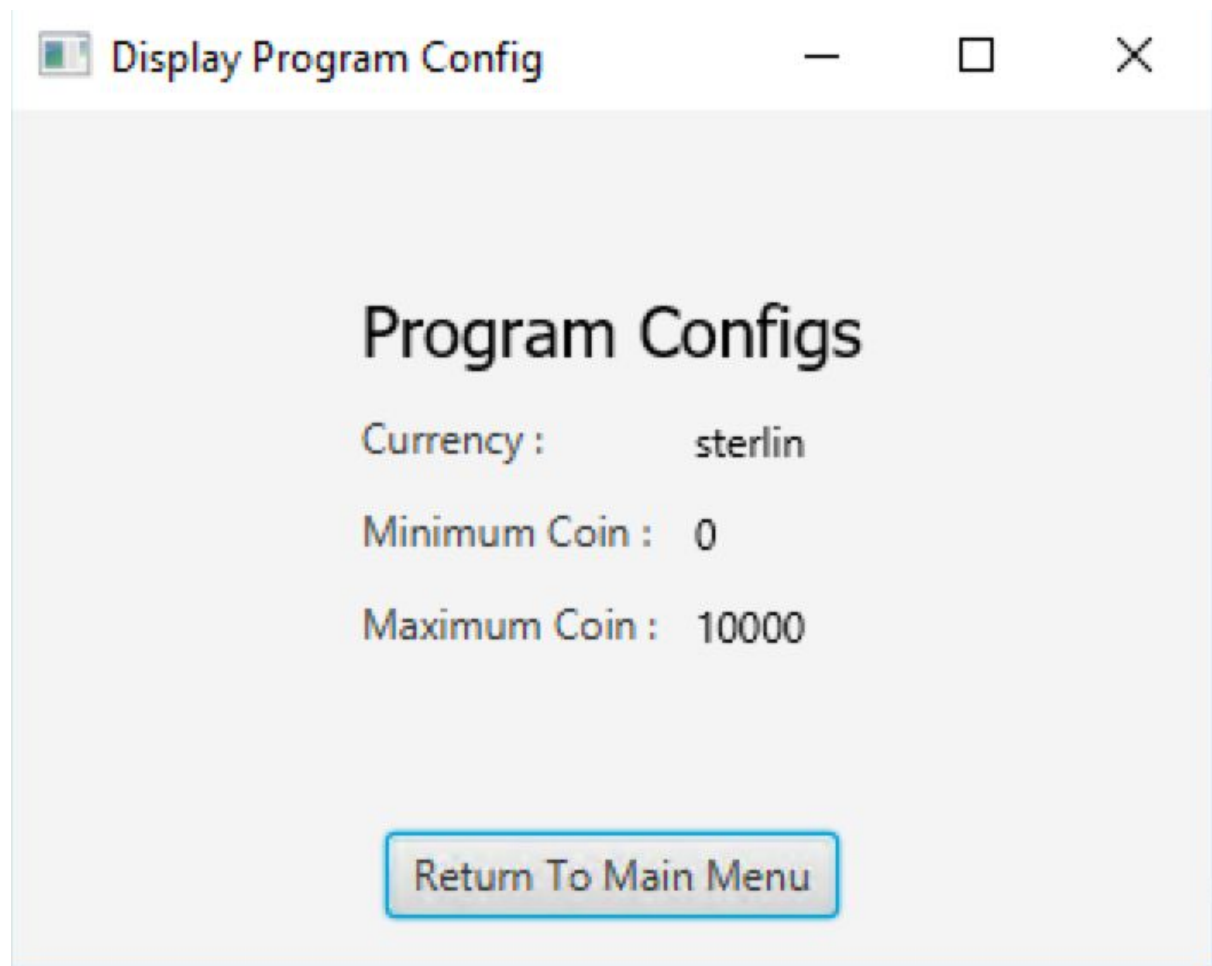 Display Program Config
Program Configs
Currency : sterlin
Minimum Coin : 0
Maximum Coin : 10000
Return To Main Menu